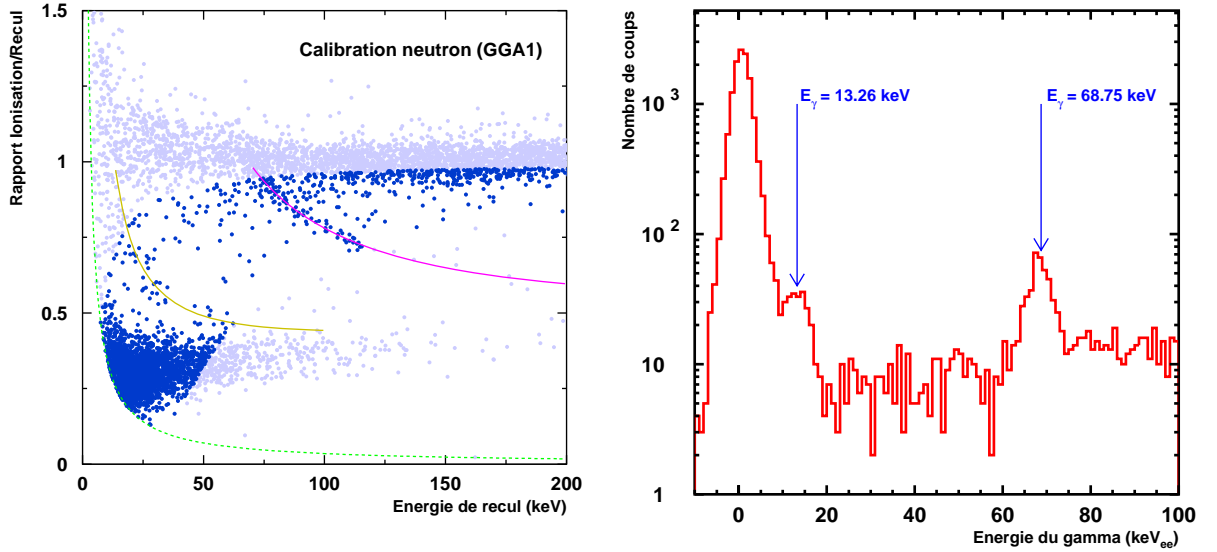 Rapport Ionisation/Recul
1.5
1
0.5
0
Calibration neutron (GGA1)
0
50
100
150
200
Energie de recul (keV)
Nombre de coups
10³
10²
10
1
E_γ = 13.26 keV
E_γ = 68.75 keV
0
20
40
60
80
100
Energie du gamma (keV_ee)